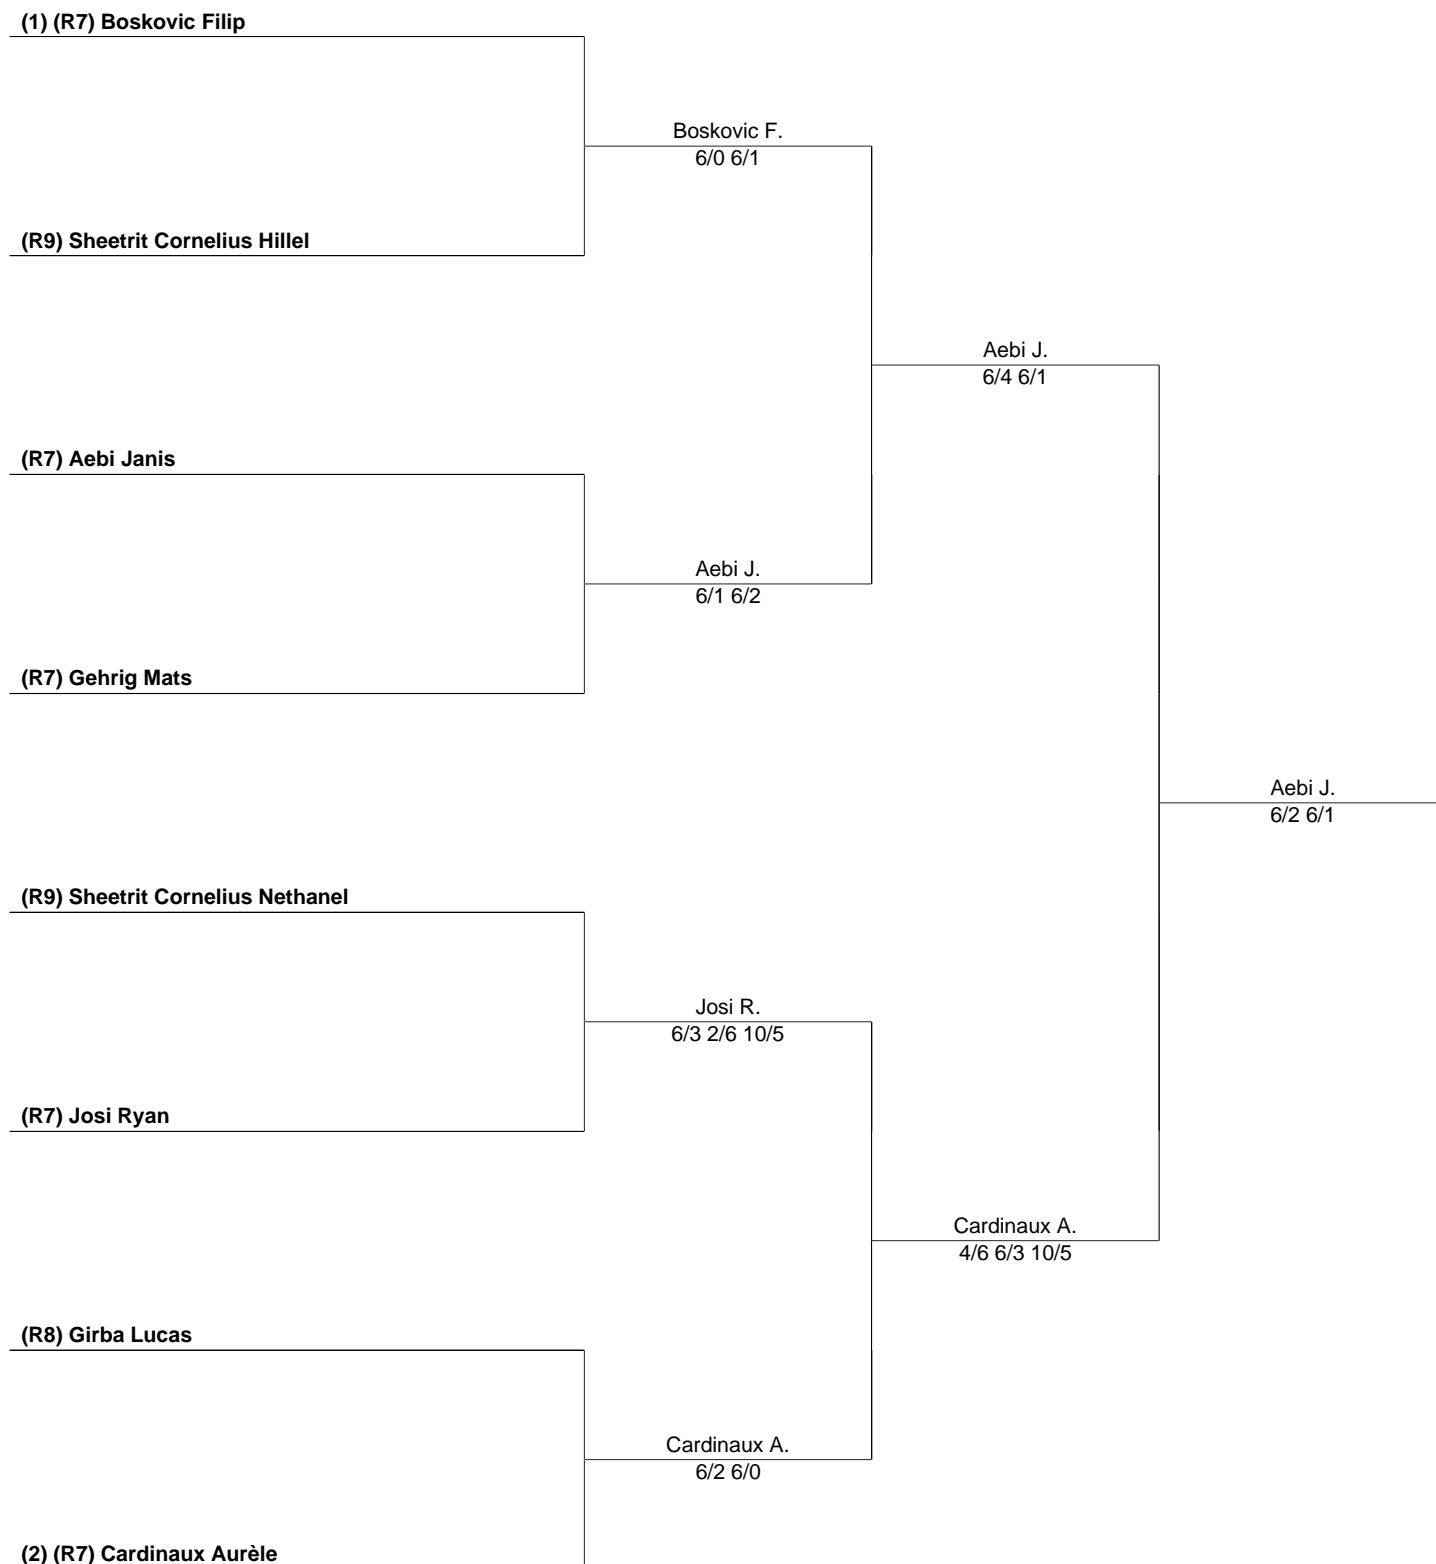 (1) (R7) Boskovic Filip
Boskovic F.
6/0 6/1
(R9) Sheetrit Cornelius Hillel
Aebi J.
6/4 6/1
(R7) Aebi Janis
Aebi J.
6/1 6/2
(R7) Gehrig Mats
Aebi J.
6/2 6/1
(R9) Sheetrit Cornelius Nethanel
Josi R.
6/3 2/6 10/5
(R7) Josi Ryan
Cardinaux A.
4/6 6/3 10/5
(R8) Girba Lucas
Cardinaux A.
6/2 6/0
(2) (R7) Cardinaux Aurèle